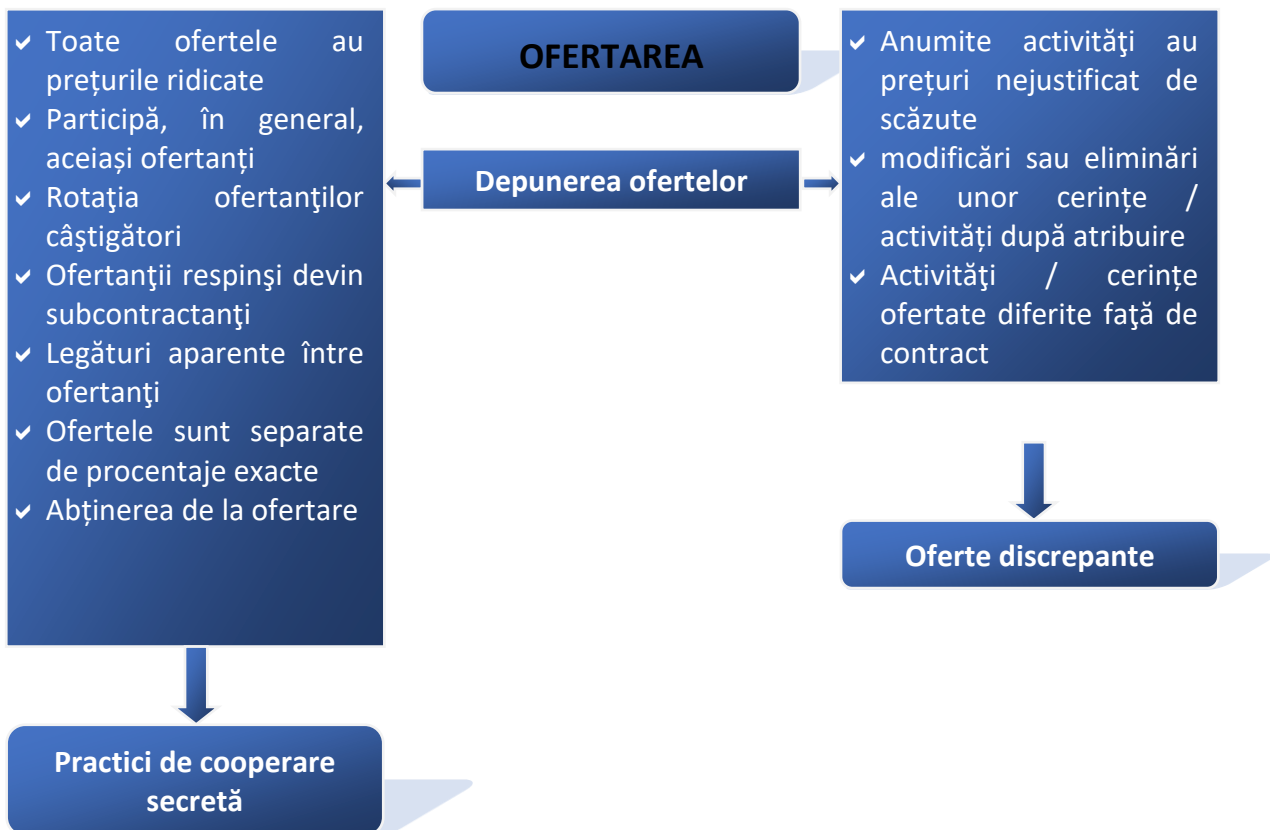 OFERTAREA
Depunerea ofertelor
Toate ofertele au
prețurile ridicate
Participă, în general,
aceiași ofertanți
Rotaţia ofertanţilor
câştigători
Ofertanţii respinşi devin
subcontractanţi
Legături aparente între
ofertanţi
Ofertele sunt separate
de procentaje exacte
Abținerea de la ofertare
Practici de cooperare
secretă
Anumite activităţi au
prețuri nejustificat de
scăzute
modificări sau eliminări
ale unor cerințe /
activități după atribuire
Activităţi / cerințe
ofertate diferite faţă de
contract
Oferte discrepante